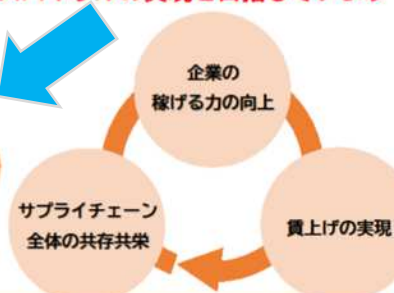 企業の
稼げる力の向上
サプライチェーン
全体の共存共栄
賃上げの実現